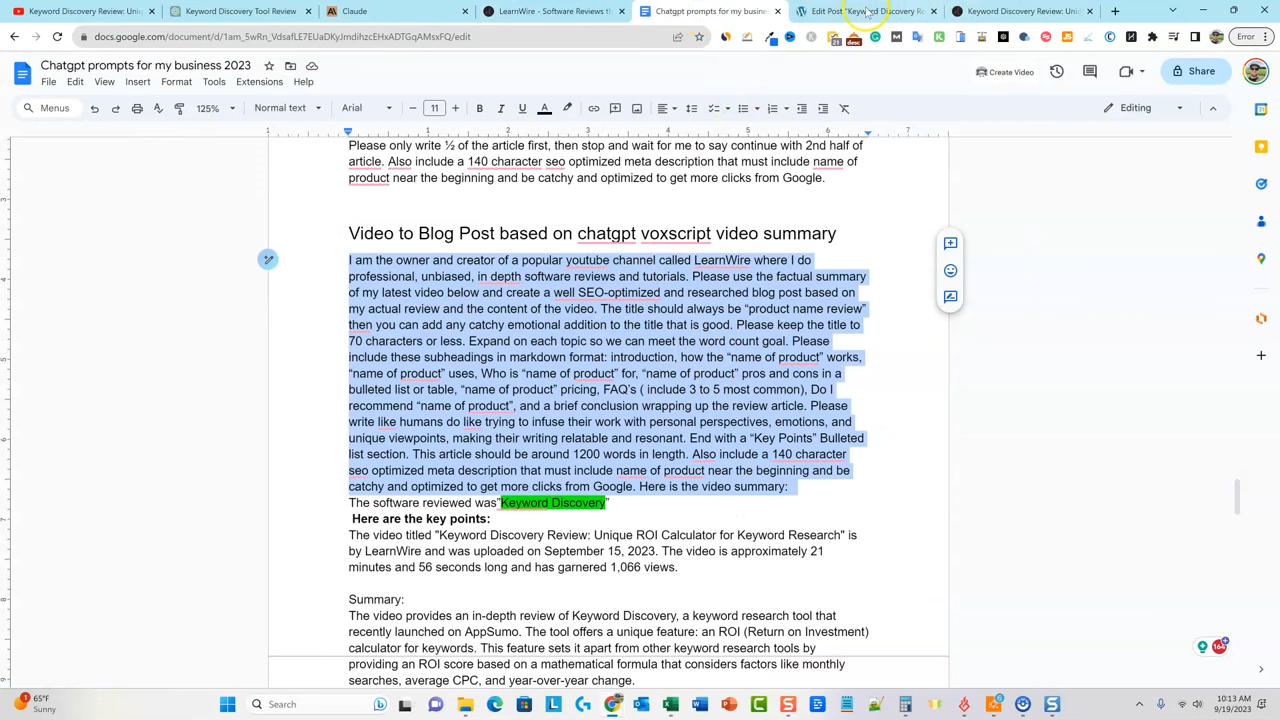 Keyword Discovery Review: Uni
Keyword Discovery Tool Review
Claude
LearnWire - Software Reviews th
Chatgpt prompts for my busines
Edit Post "Keyword Discovery Re
Keyword Discovery Review: Uniq
docs.google.com/document/d/1am_5wRn_VdsafLE7EUaDKyJrndihzcEHxADTGqAMsxFQ/edit
21
desc
Error
Chatgpt prompts for my business 2023
File Edit View Insert Format Tools Extensions Help
Create Video
Share
Menus
125%
Normal text
Arial
11
Editing
1 1 2 3 4 5 6 7
Please only write ½ of the article first, then stop and wait for me to say continue with 2nd half of
article. Also include a 140 character seo optimized meta description that must include name of
product near the beginning and be catchy and optimized to get more clicks from Google.
Video to Blog Post based on chatgpt voxscript video summary
I am the owner and creator of a popular youtube channel called LearnWire where I do
professional, unbiased, in depth software reviews and tutorials. Please use the factual summary
of my latest video below and create a well SEO-optimized and researched blog post based on
my actual review and the content of the video. The title should always be “product name review”
then you can add any catchy emotional addition to the title that is good. Please keep the title to
70 characters or less. Expand on each topic so we can meet the word count goal. Please
include these subheadings in markdown format: introduction, how the “name of product” works,
“name of product” uses, Who is “name of product” for, “name of product” pros and cons in a
bulleted list or table, “name of product” pricing, FAQ’s ( include 3 to 5 most common), Do I
recommend “name of product”, and a brief conclusion wrapping up the review article. Please
write like humans do like trying to infuse their work with personal perspectives, emotions, and
unique viewpoints, making their writing relatable and resonant. End with a “Key Points” Bulleted
list section. This article should be around 1200 words in length. Also include a 140 character
seo optimized meta description that must include name of product near the beginning and be
catchy and optimized to get more clicks from Google. Here is the video summary:
The software reviewed was”Keyword Discovery”
Here are the key points:
The video titled "Keyword Discovery Review: Unique ROI Calculator for Keyword Research" is
by LearnWire and was uploaded on September 15, 2023. The video is approximately 21
minutes and 56 seconds long and has garnered 1,066 views.
Summary:
The video provides an in-depth review of Keyword Discovery, a keyword research tool that
recently launched on AppSumo. The tool offers a unique feature: an ROI (Return on Investment)
calculator for keywords. This feature sets it apart from other keyword research tools by
providing an ROI score based on a mathematical formula that considers factors like monthly
searches, average CPC, and year-over-year change.
164
65°F
Sunny
Search
10:13 AM
9/19/2023